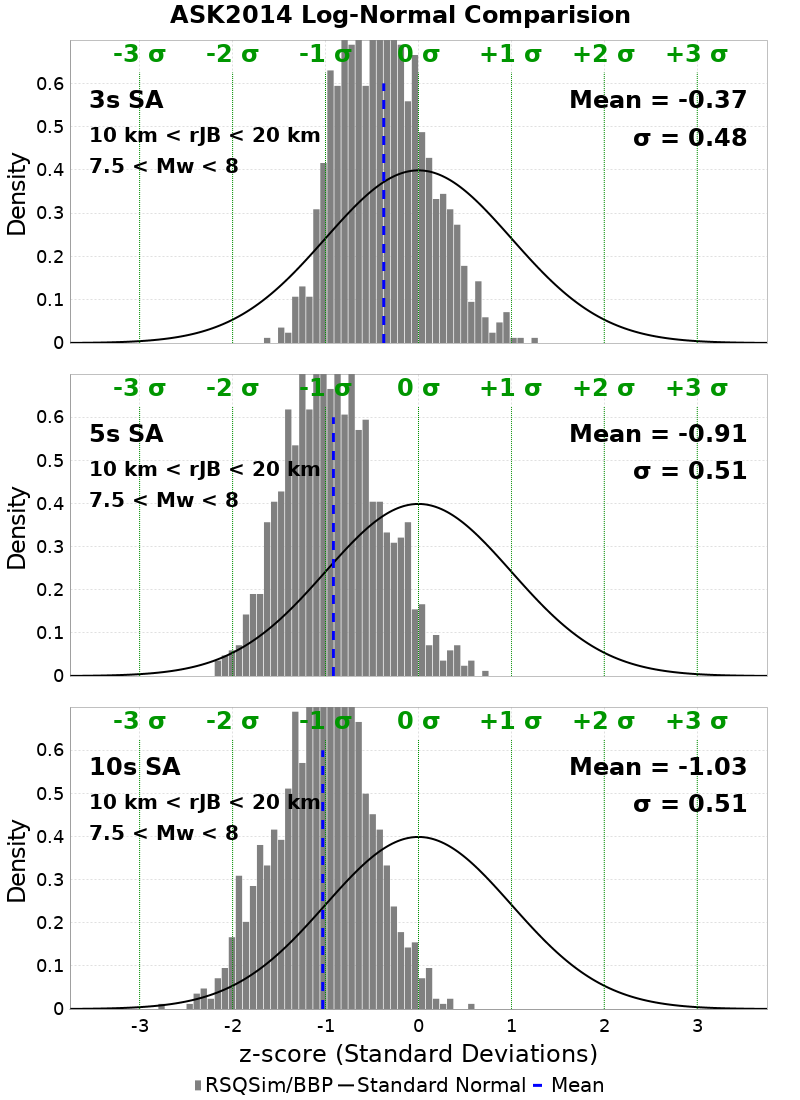 ASK2014 Log-Normal Comparision
-3 σ -2 σ -1 σ 0 σ +1 σ +2 σ +3 σ
3s SA
10 km < rJB < 20 km
7.5 < Mw < 8
Mean = -0.37
σ = 0.48
Density
0.6
0.5
0.4
0.3
0.2
0.1
0
-3 σ -2 σ -1 σ 0 σ +1 σ +2 σ +3 σ
5s SA
10 km < rJB < 20 km
7.5 < Mw < 8
Mean = -0.91
σ = 0.51
Density
0.6
0.5
0.4
0.3
0.2
0.1
0
-3 σ -2 σ -1 σ 0 σ +1 σ +2 σ +3 σ
10s SA
10 km < rJB < 20 km
7.5 < Mw < 8
Mean = -1.03
σ = 0.51
Density
0.6
0.5
0.4
0.3
0.2
0.1
0
-3 -2 -1 0 1 2 3
z-score (Standard Deviations)
RSQSim/BBP Standard Normal Mean